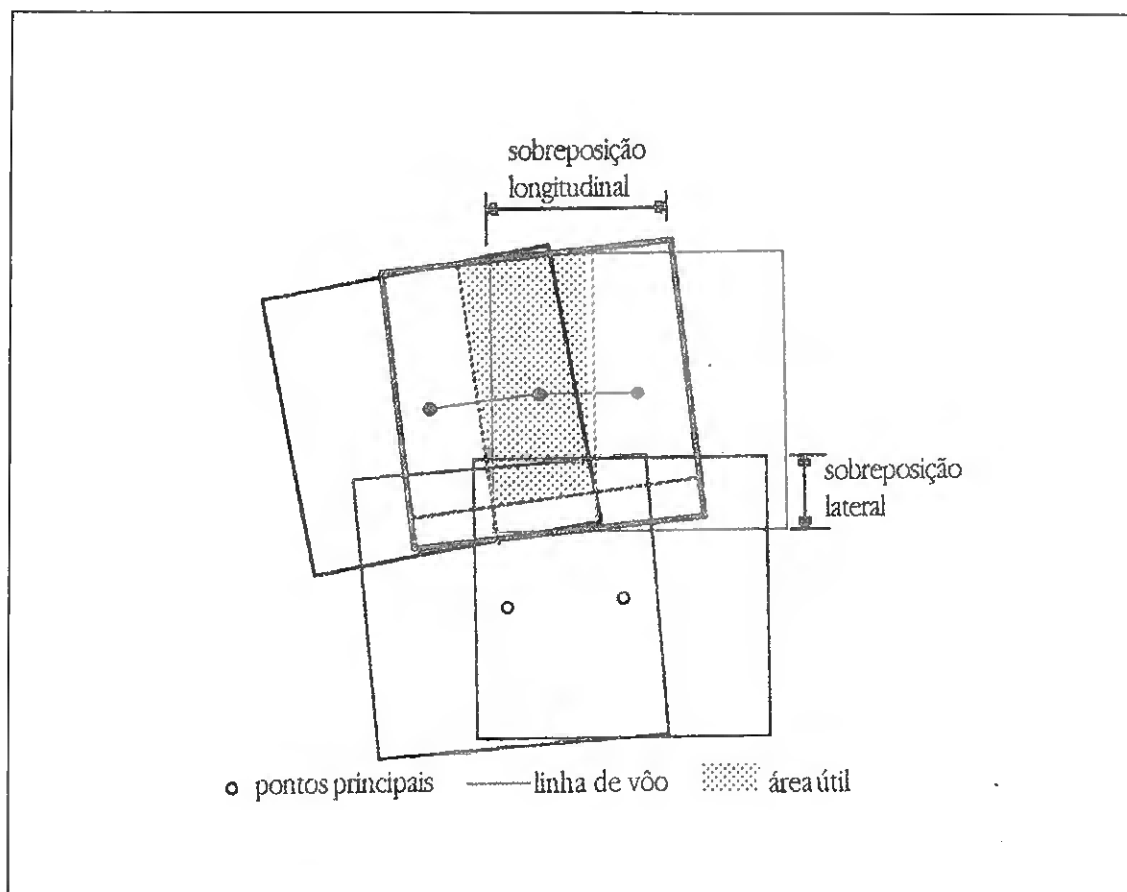 sobreposição
longitudinal
sobreposição
lateral
pontos principais
linha de vôo
área útil